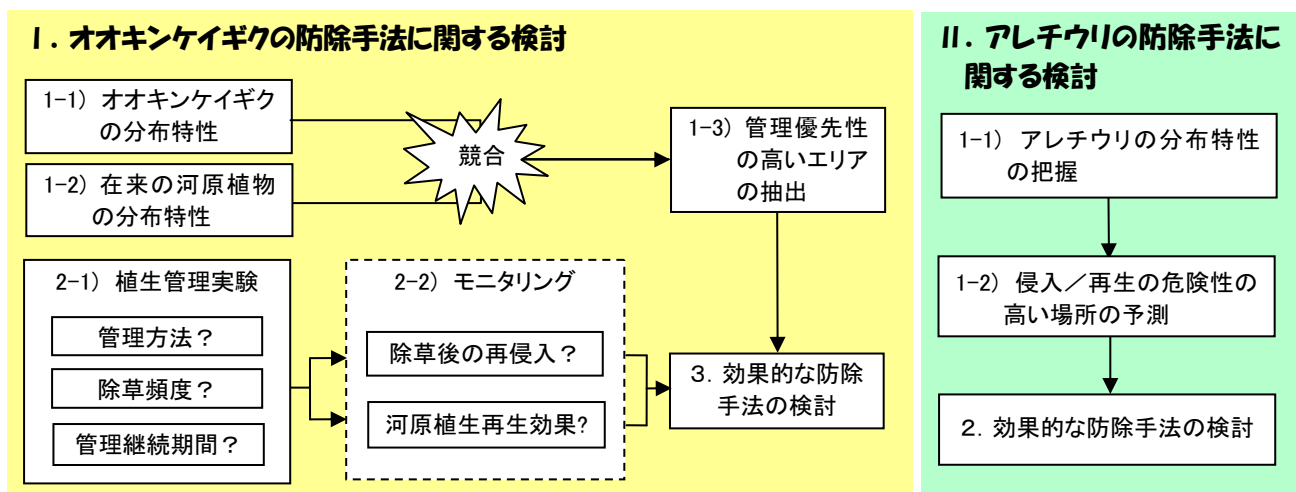 Ⅰ．オオキンケイギクの防除手法に関する検討
1-1）オオキンケイギク
の分布特性
1-2）在来の河原植物
の分布特性
競合
1-3）管理優先性
の高いエリア
の抽出
2-1）植生管理実験
管理方法？
除草頻度？
管理継続期間？
2-2）モニタリング
除草後の再侵入？
河原植生再生効果?
３．効果的な防除
手法の検討
Ⅱ．アレチウリの防除手法に
関する検討
1-1）アレチウリの分布特性
の把握
1-2）侵入／再生の危険性の
高い場所の予測
２．効果的な防除手法の検討